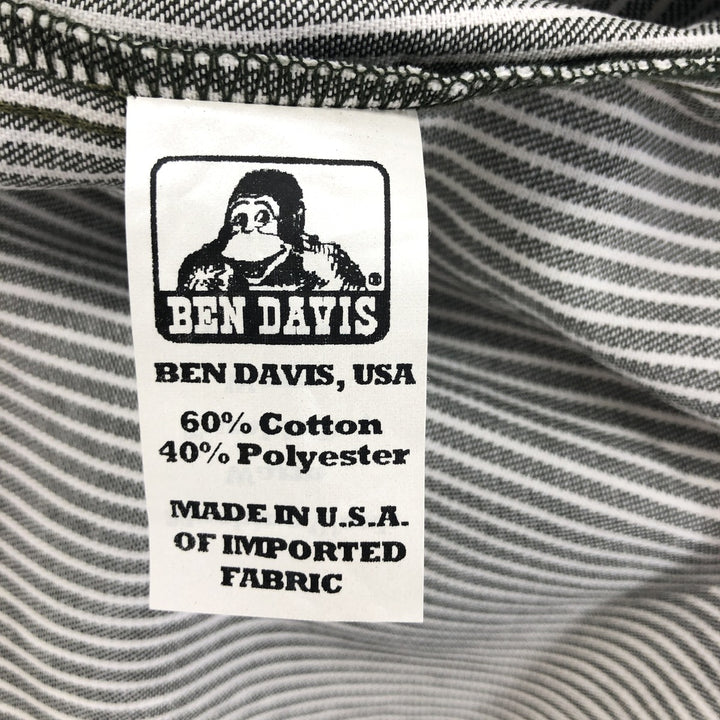 ®
BEN DAVIS
BEN DAVIS, USA
60% Cotton
40% Polyester
MADE IN U.S.A.
OF IMPORTED
FABRIC